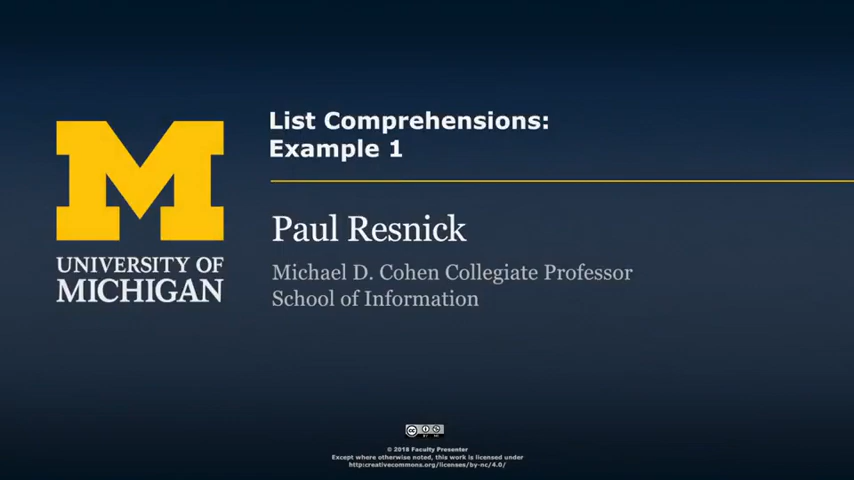 List Comprehensions:
Example 1
Paul Resnick
UNIVERSITY OF
MICHIGAN
Michael D. Cohen Collegiate Professor
School of Information
© 2018 Faculty Presenter
Except where otherwise noted, this work is licensed under
http:creativecommons.org/licenses/by-nc/4.0/